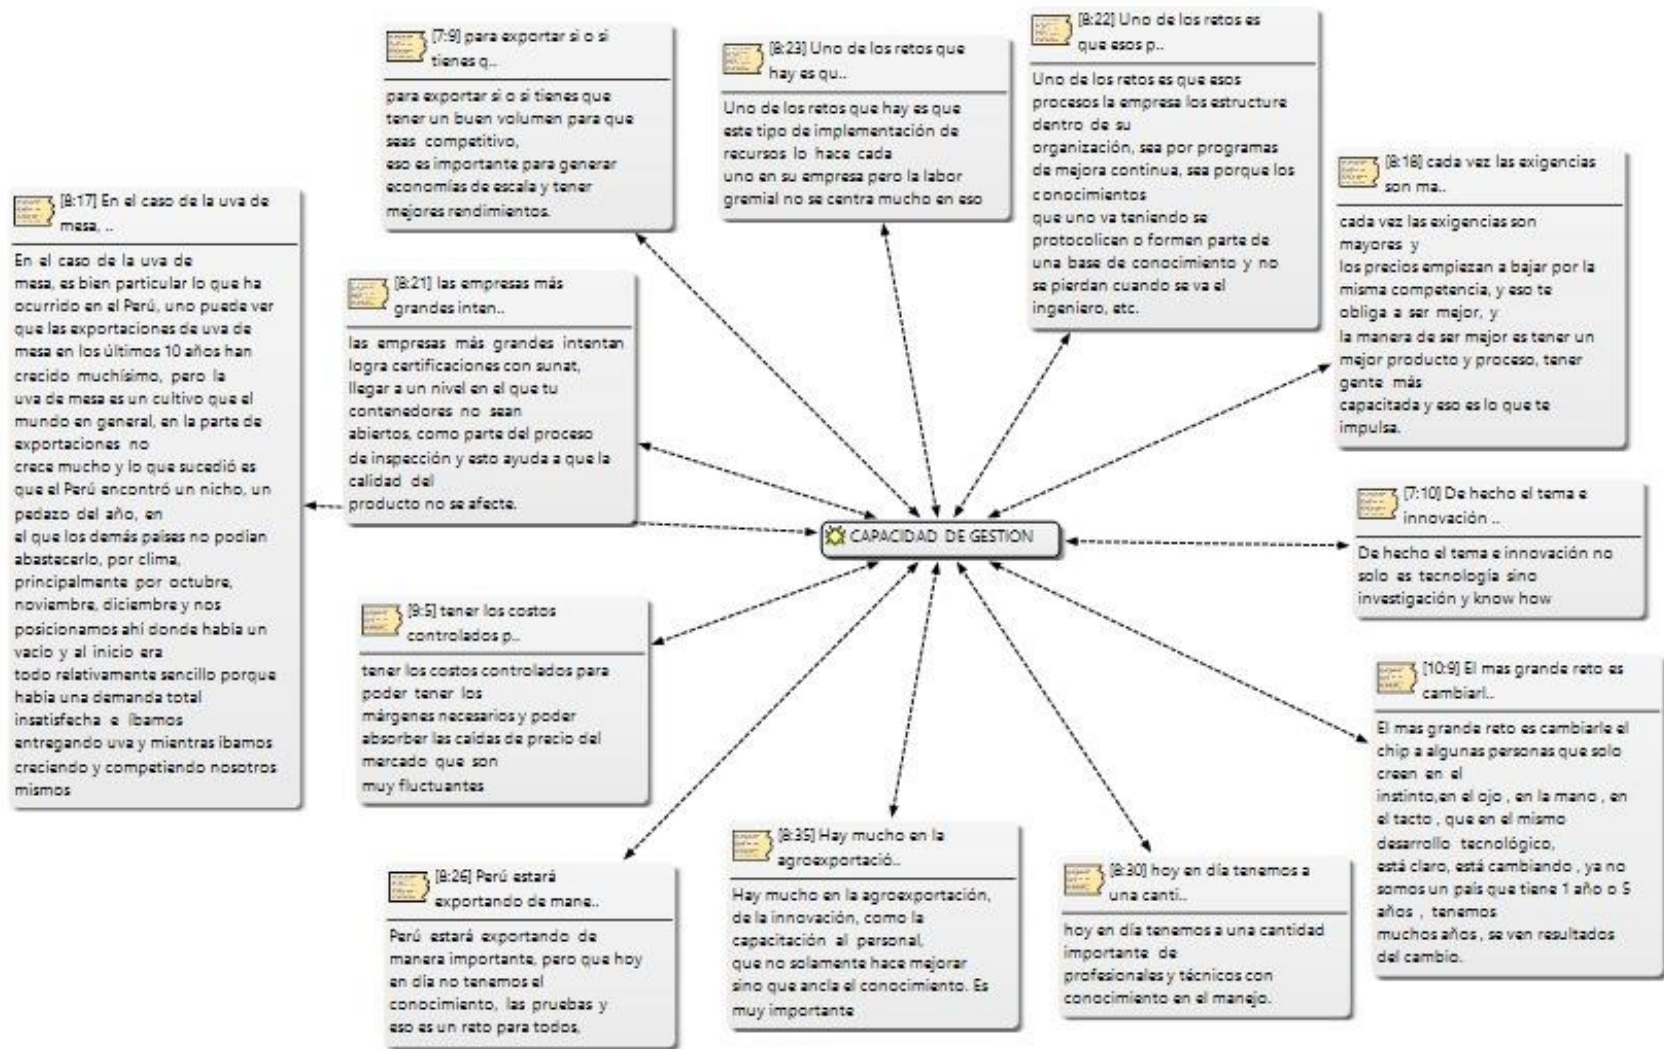 [7:9] para exportar si o si
tienes q..
para exportar si o si tienes que
tener un buen volumen para que
seas competitivo,
eso es importante para generar
economías de escala y tener
mejores rendimientos.
[8:23] Uno de los retos que
hay es qu..
Uno de los retos que hay es que
este tipo de implementación de
recursos lo hace cada
uno en su empresa pero la labor
gremial no se centra mucho en eso
[8:22] Uno de los retos es
que esos p..
Uno de los retos es que esos
procesos la empresa los estructure
dentro de su
organización, sea por programas
de mejora continua, sea porque los
conocimientos
que uno va teniendo se
protocolicen o formen parte de
una base de conocimiento y no
se pierdan cuando se va el
ingeniero, etc.
[8:18] cada vez las exigencias
son ma..
cada vez las exigencias son
mayores y
los precios empiezan a bajar por la
misma competencia, y eso te
obliga a ser mejor, y
la manera de ser mejor es tener un
mejor producto y proceso, tener
gente más
capacitada y eso es lo que te
impulsa.
[8:17] En el caso de la uva de
mesa, ..
En el caso de la uva de
mesa, es bien particular lo que ha
ocurrido en el Perú, uno puede ver
que las exportaciones de uva de
mesa en los últimos 10 años han
crecido muchísimo, pero la
uva de mesa es un cultivo que el
mundo en general, en la parte de
exportaciones no
crece mucho y lo que sucedió es
que el Perú encontró un nicho, un
pedazo del año, en
el que los demás países no podían
abastecerlo, por clima,
principalmente por octubre,
noviembre, diciembre y nos
posicionamos ahí donde había un
vacío y al inicio era
todo relativamente sencillo porque
había una demanda total
insatisfecha e íbamos
entregando uva y mientras íbamos
creciendo y competiendo nosotros
mismos
[8:21] las empresas más
grandes inten..
las empresas más grandes intentan
logra certificaciones con sunat,
llegar a un nivel en el que tu
contenedores no sean
abiertos, como parte del proceso
de inspección y esto ayuda a que la
calidad del
producto no se afecte.
CAPACIDAD DE GESTION
[7:10] De hecho el tema e
innovación ..
De hecho el tema e innovación no
solo es tecnología sino
investigación y know how
[9:5] tener los costos
controlados p..
tener los costos controlados para
poder tener los
márgenes necesarios y poder
absorber las caídas de precio del
mercado que son
muy fluctuantes
[10:9] El mas grande reto es
cambiarl..
El mas grande reto es cambiarle el
chip a algunas personas que solo
creen en el
instinto,en el ojo , en la mano , en
el tacto , que en el mismo
desarrollo tecnológico,
está claro, está cambiando , ya no
somos un país que tiene 1 año o 5
años , tenemos
muchos años , se ven resultados
del cambio.
[8:26] Perú estará
exportando de mane..
Perú estará exportando de
manera importante, pero que hoy
en día no tenemos el
conocimiento, las pruebas y
eso es un reto para todos,
[8:35] Hay mucho en la
agroexportació..
Hay mucho en la agroexportación,
de la innovación, como la
capacitación al personal,
que no solamente hace mejorar
sino que ancla el conocimiento. Es
muy importante
[8:30] hoy en día tenemos a
una canti..
hoy en día tenemos a una cantidad
importante de
profesionales y técnicos con
conocimiento en el manejo.